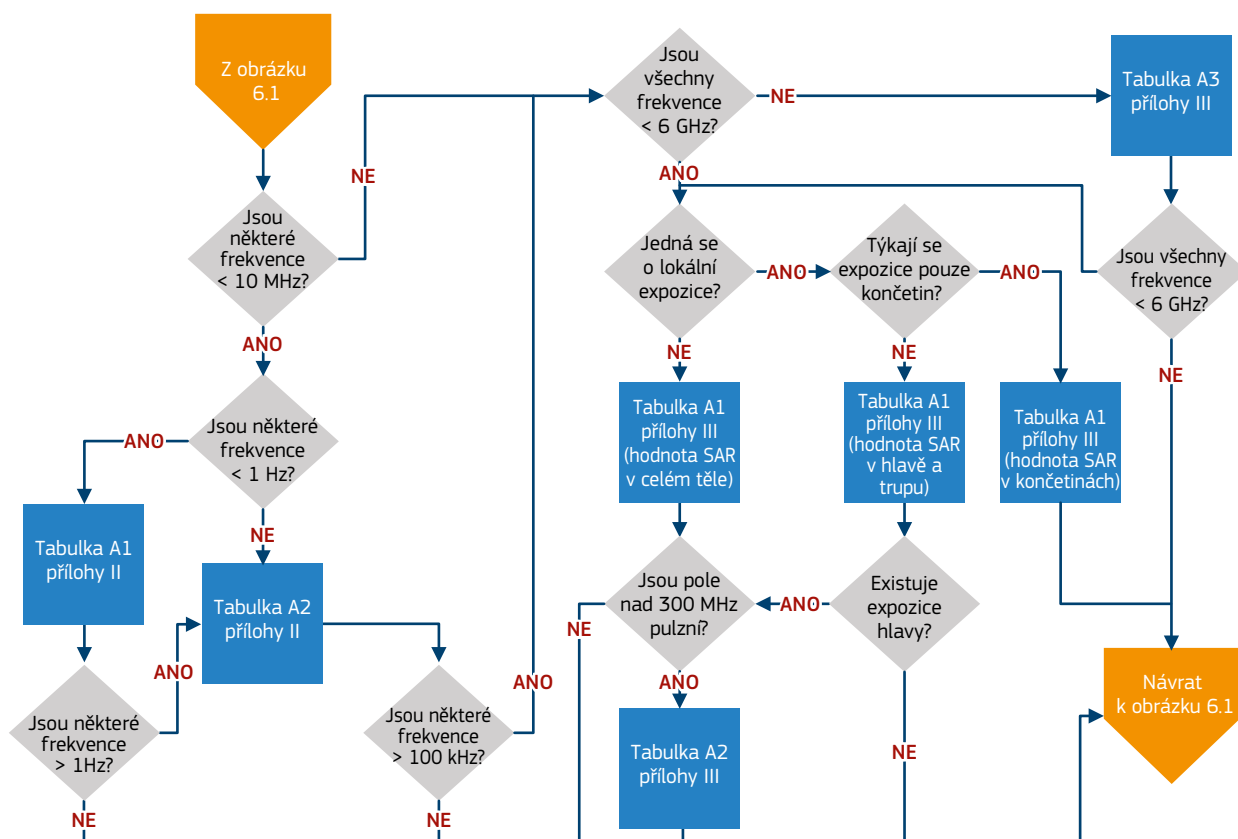 Z obrázku
6.1
Jsou
některé
frekvence
< 10 MHz?
NE
ANO
Jsou některé
frekvence
< 1 Hz?
ANO
NE
Tabulka A1
přílohy II
Tabulka A2
přílohy II
Jsou některé
frekvence
> 1Hz?
ANO
NE
Jsou některé
frekvence
> 100 kHz?
ANO
NE
Jsou
všechny
frekvence
< 6 GHz?
NE
ANO
Tabulka A3
přílohy III
Jsou všechny
frekvence
< 6 GHz?
NE
Jedná se
o lokální
expozice?
ANO
NE
Týkají se
expozice pouze
končetin?
ANO
NE
Tabulka A1
přílohy III
(hodnota SAR
v celém těle)
Tabulka A1
přílohy III
(hodnota SAR
v hlavě a
trupu)
Tabulka A1
přílohy III
(hodnota SAR
v končetinách)
Jsou pole
nad 300 MHz
pulzní?
NE
ANO
Existuje
expozice
hlavy?
ANO
NE
Tabulka A2
přílohy III
Návrat
k obrázku 6.1